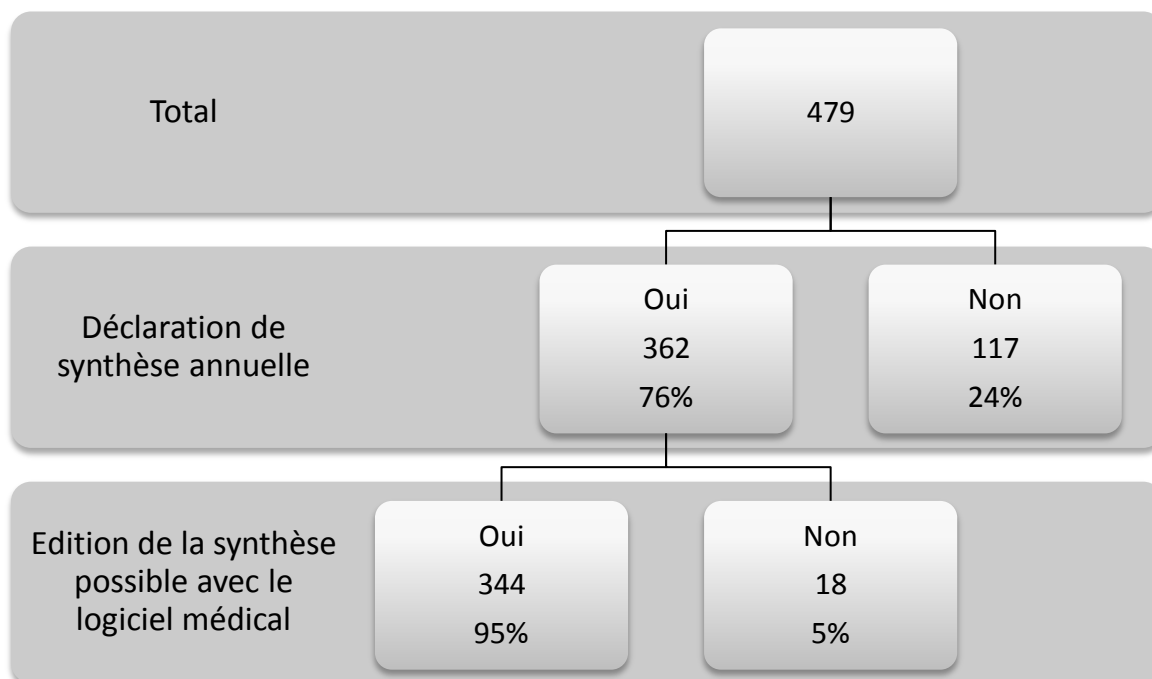 Total
479
Déclaration de
synthèse annuelle
Oui
362
76%
Non
117
24%
Edition de la synthèse
possible avec le
logiciel médical
Oui
344
95%
Non
18
5%